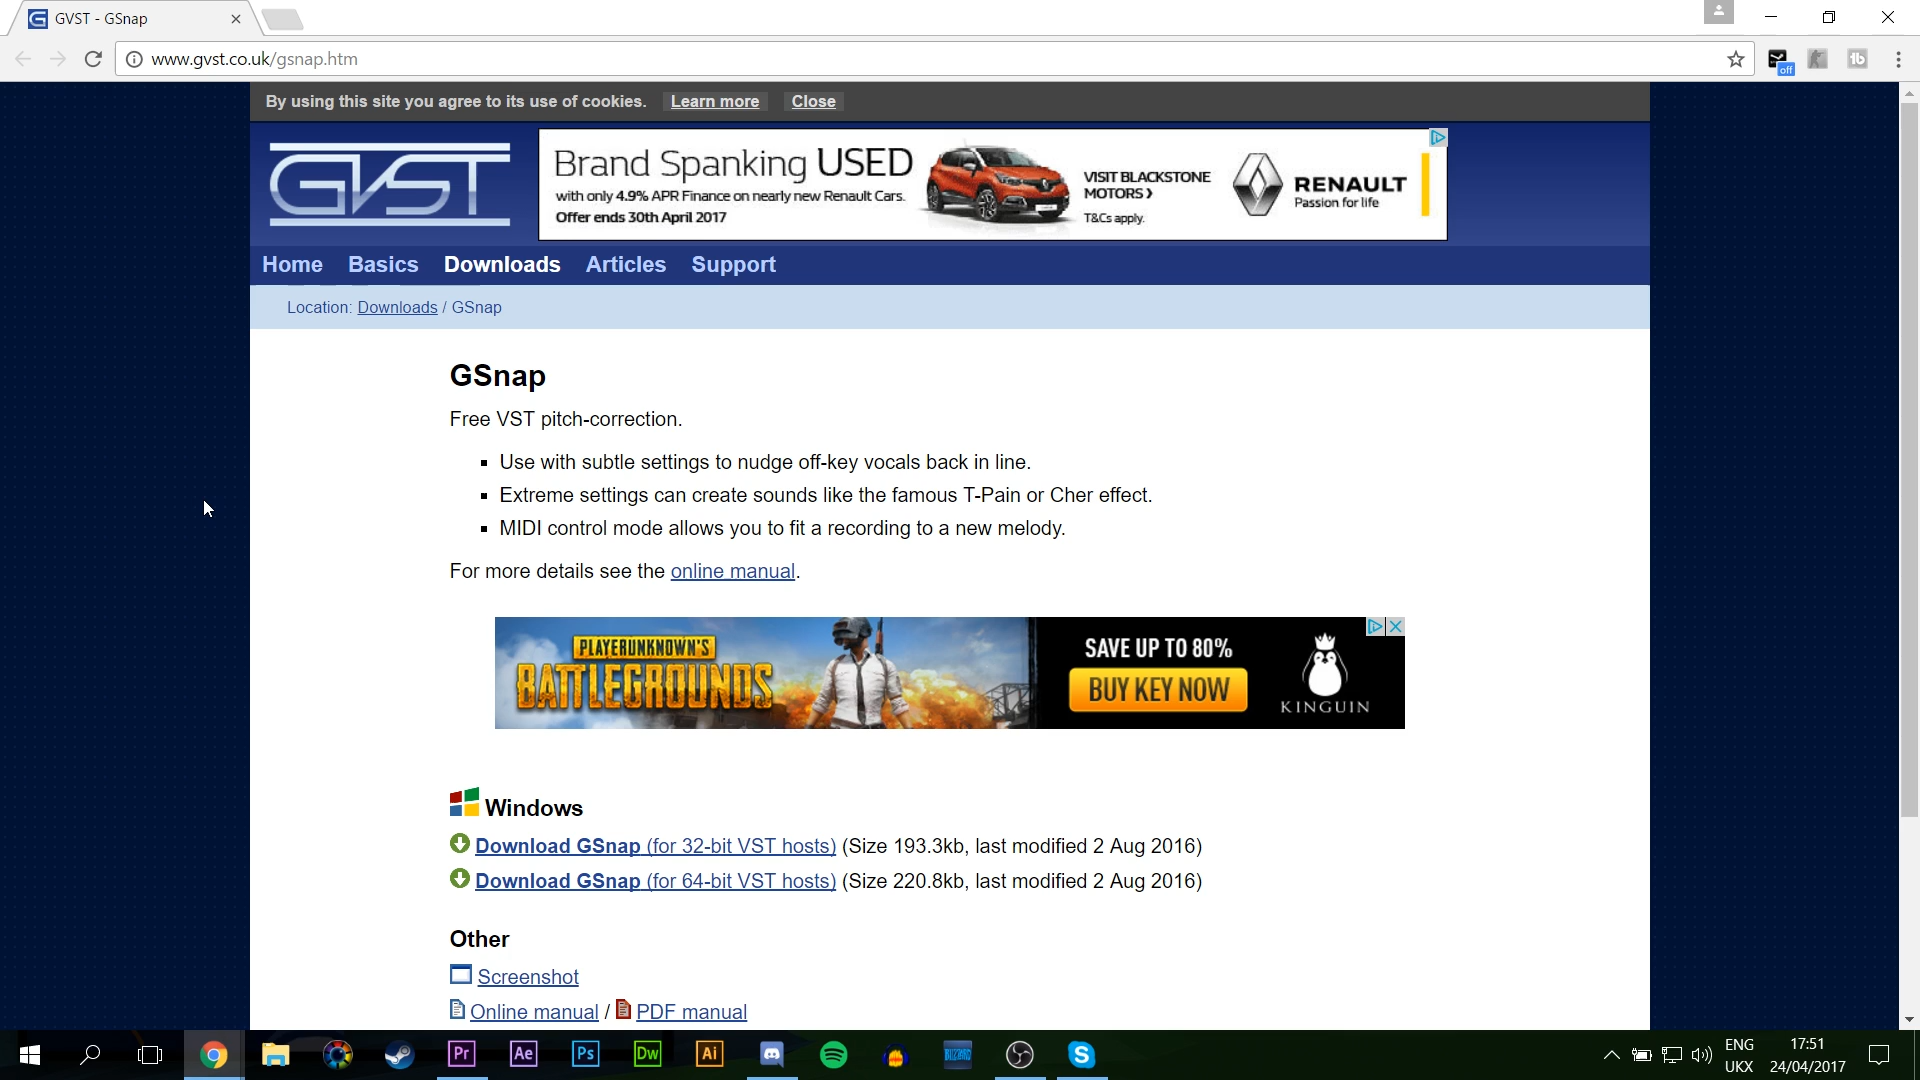 GVST - GSnap
www.gvst.co.uk/gsnap.htm
off
By using this site you agree to its use of cookies. Learn more Close
GVST
Brand Spanking USED
with only 4.9% APR Finance on nearly new Renault Cars.
Offer ends 30th April 2017
VISIT BLACKSTONE
MOTORS ❯
T&Cs apply.
RENAULT
Passion for life
Home Basics Downloads Articles Support
Location: Downloads / GSnap
GSnap
Free VST pitch-correction.
Use with subtle settings to nudge off-key vocals back in line.
Extreme settings can create sounds like the famous T-Pain or Cher effect.
MIDI control mode allows you to fit a recording to a new melody.
For more details see the online manual.
PLAYERUNKNOWN'S
BATTLEGROUNDS
SAVE UP TO 80%
BUY KEY NOW
KINGUIN
Windows
Download GSnap (for 32-bit VST hosts) (Size 193.3kb, last modified 2 Aug 2016)
Download GSnap (for 64-bit VST hosts) (Size 220.8kb, last modified 2 Aug 2016)
Other
Screenshot
Online manual / PDF manual
Pr Ae Ps Dw Ai BLIZZARD S
ENG
UKX
17:51
24/04/2017